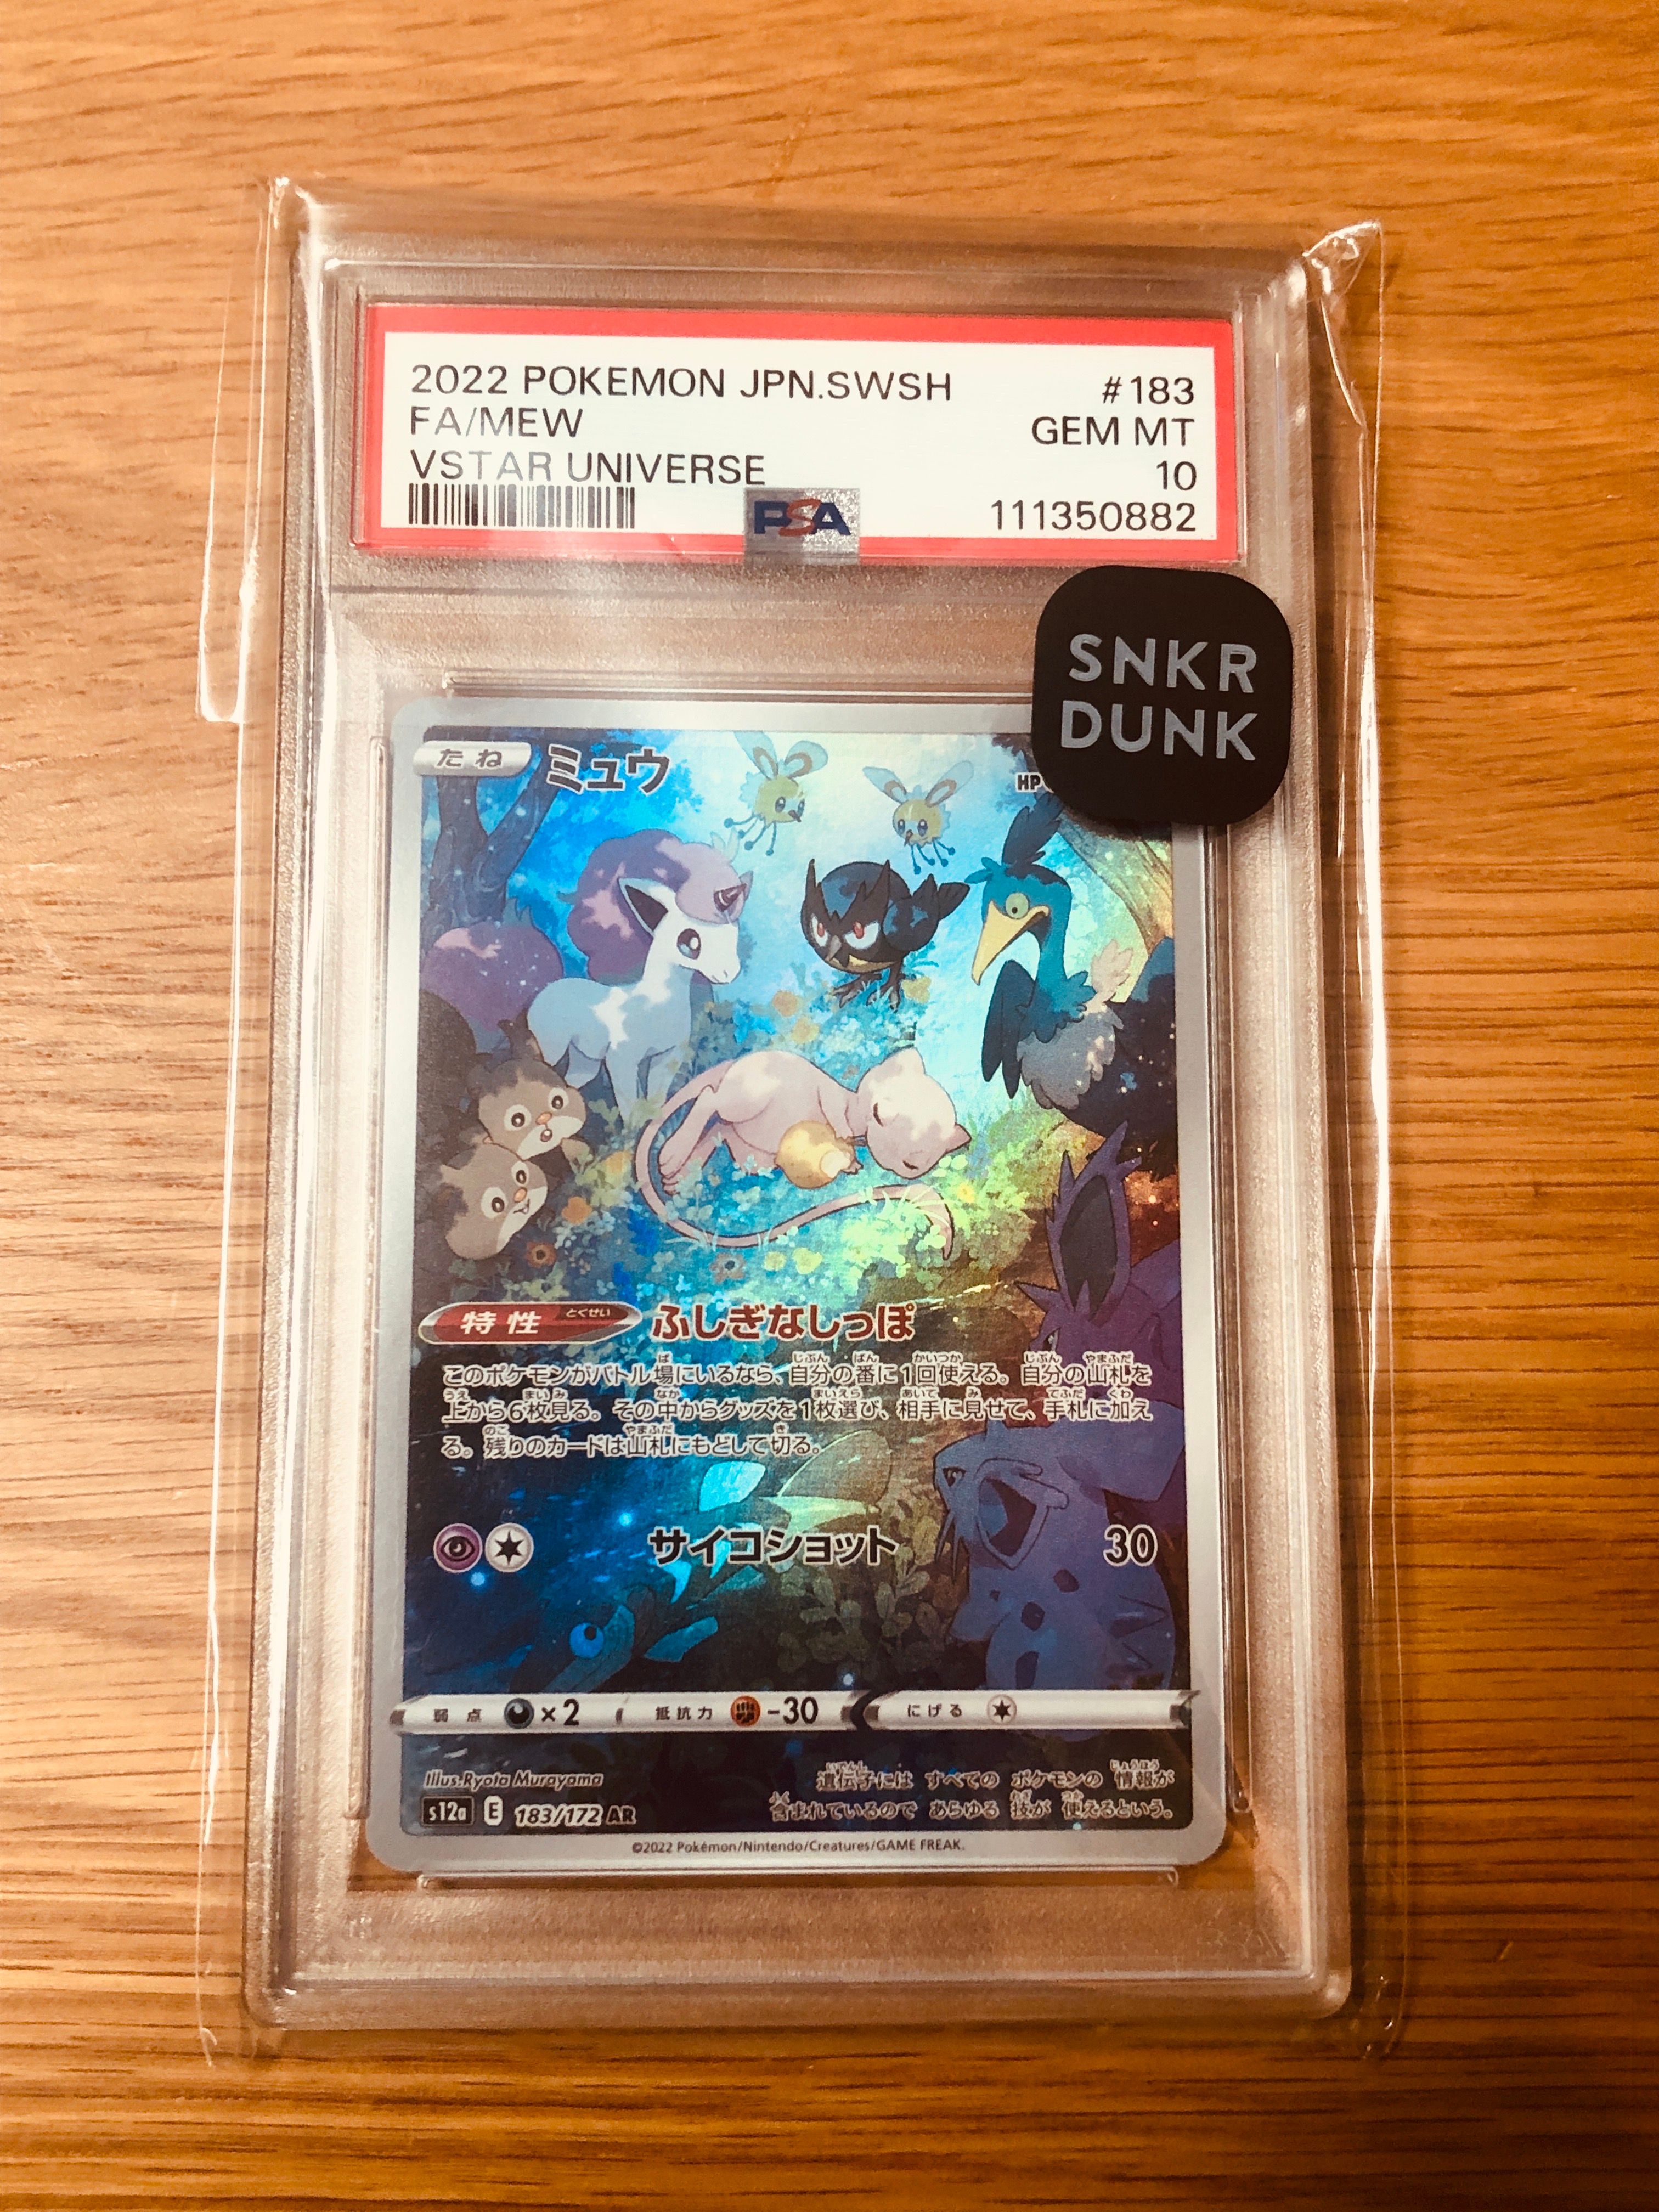 2022 POKEMON JPN.SWSH #183
FA/MEW GEM MT
VSTAR UNIVERSE 10
PSA 111350882
SNKR
DUNK
たね ミュウ HP
特性 とくせい ふしぎなしっぽ
このポケモンがバトル場にいるなら、自分の番に1回使える。自分の山札を
上から6枚見る。その中からグッズを1枚選び、相手に見せて、手札に加え
る。残りのカードは山札にもどして切る。
サイコショット 30
弱点 ×2 抵抗力 -30 にげる
Illus.Ryota Murayama
遺伝子には すべての ポケモンの 情報が
含まれているので あらゆる 技が 使えるという。
s12a E 183/172 AR
©2022 Pokémon/Nintendo/Creatures/GAME FREAK.